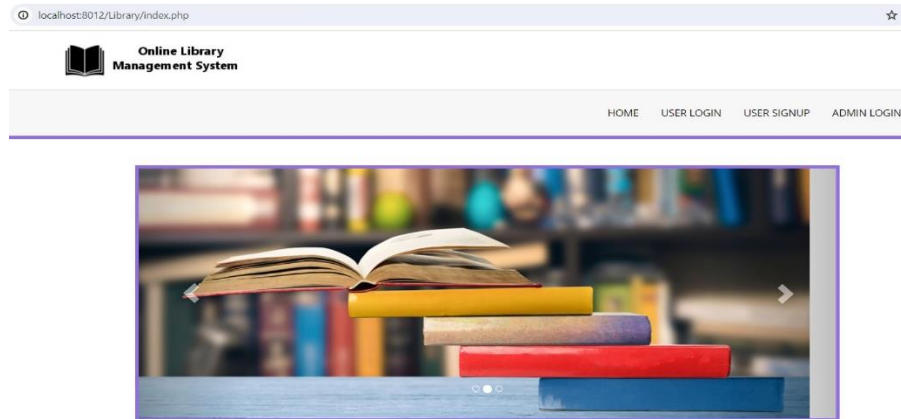 localhost:8012/Library/index.php
Online Library
Management System
HOME USER LOGIN USER SIGNUP ADMIN LOGIN